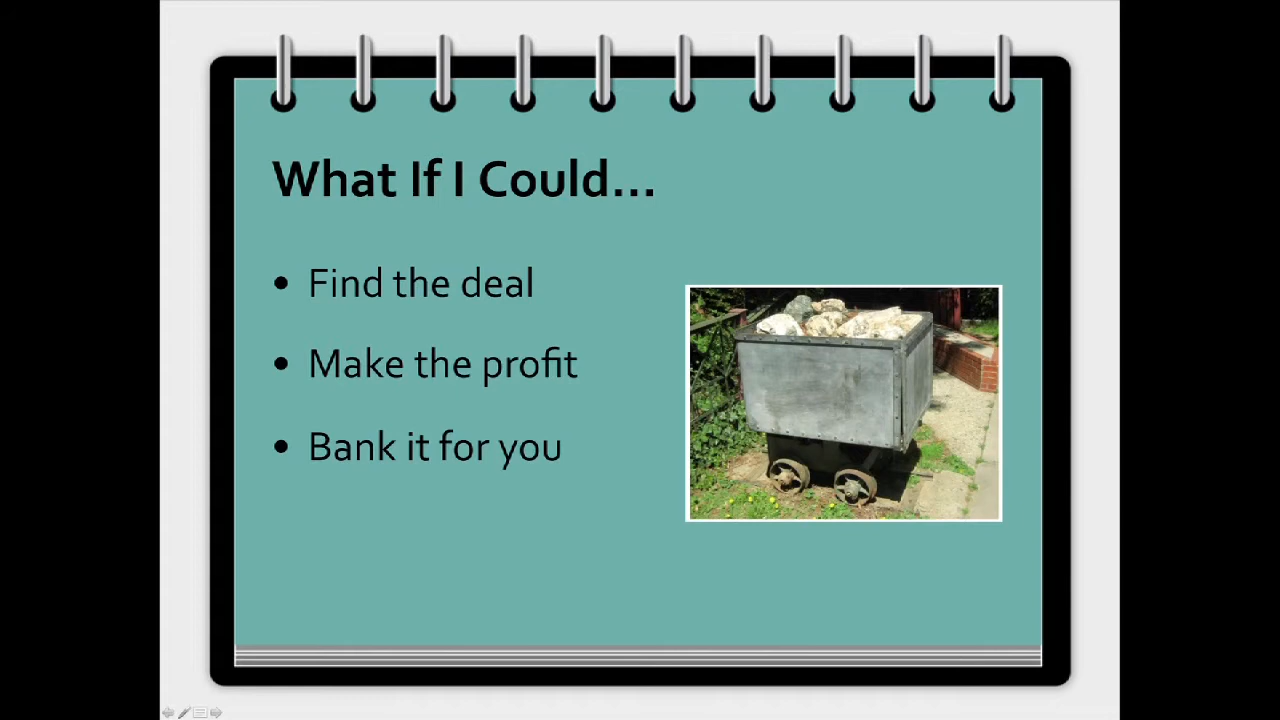 What If I Could...
• Find the deal
• Make the profit
• Bank it for you